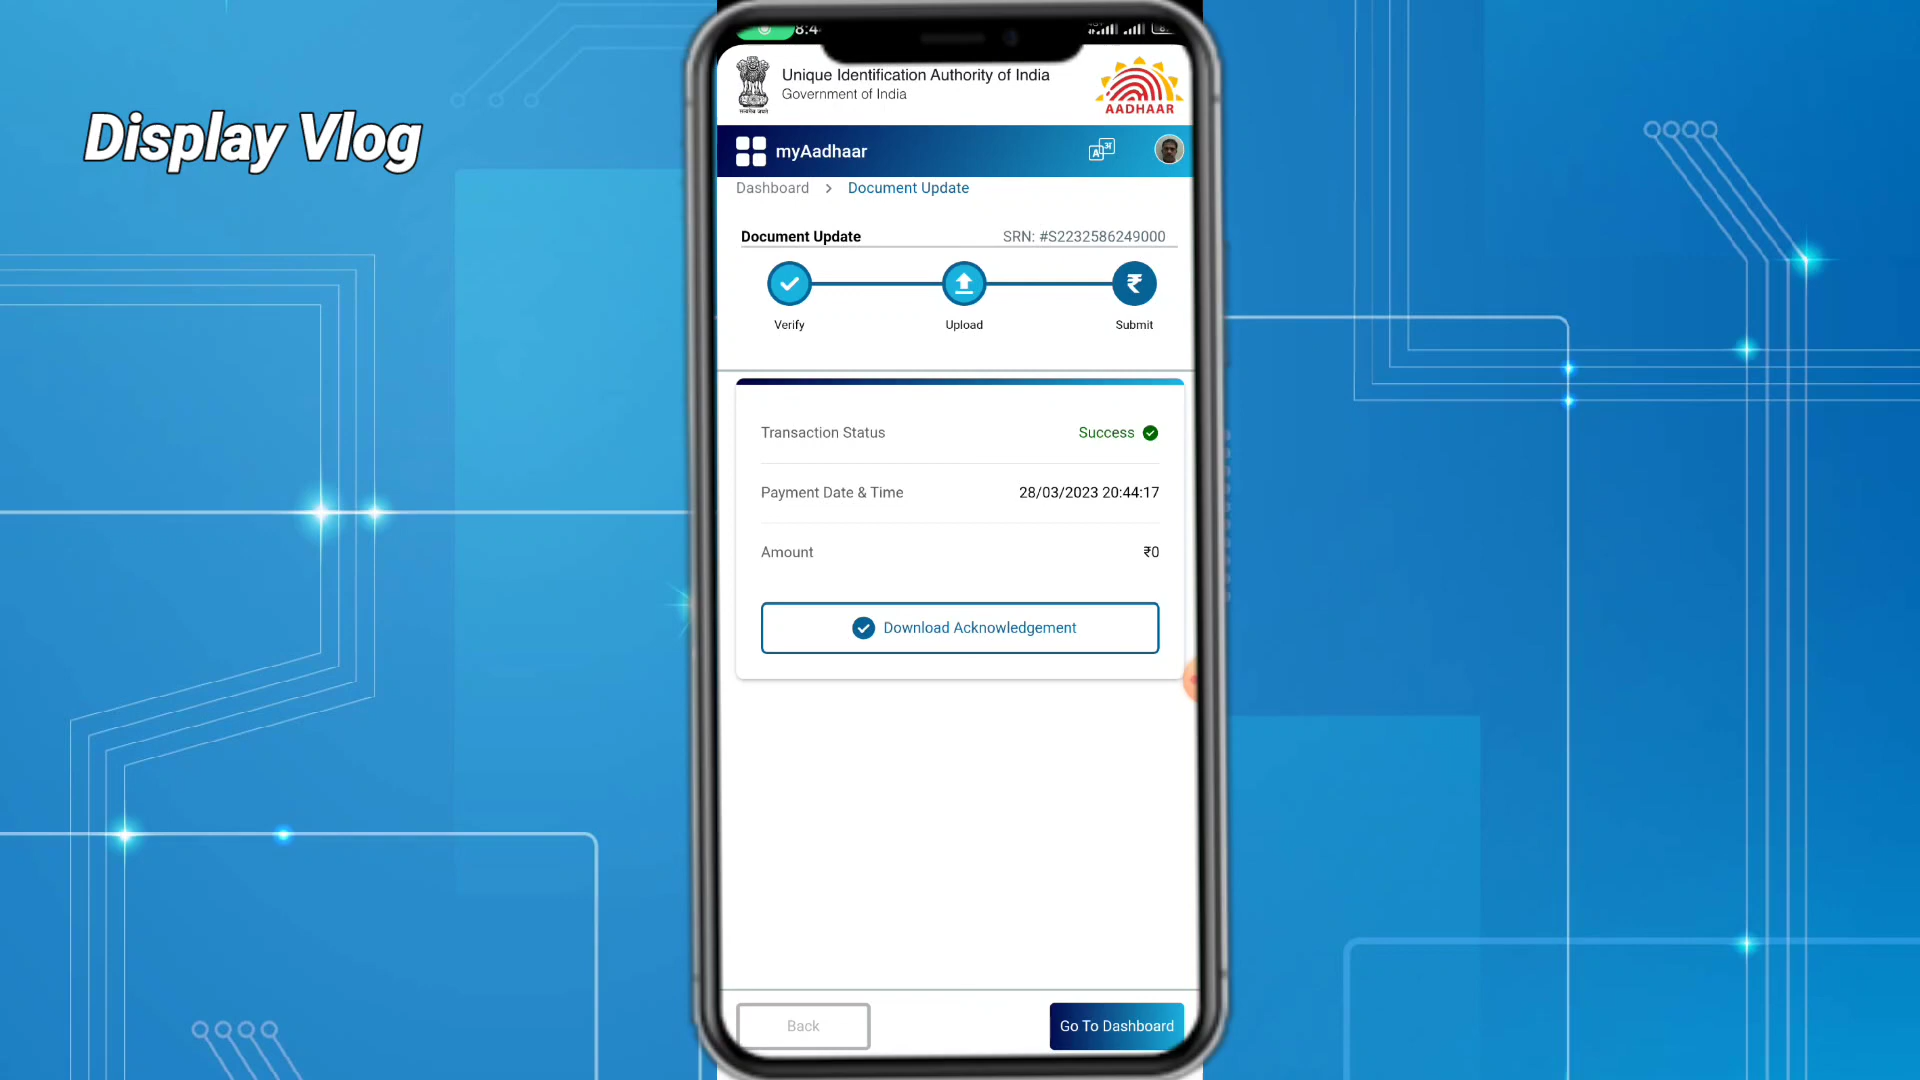 Display Vlog
8:4
Unique Identification Authority of India
Government of India
AADHAAR
myAadhaar
Dashboard > Document Update
Document Update
SRN: #S2232586249000
Verify
Upload
Submit
Transaction Status
Success
Payment Date & Time
28/03/2023 20:44:17
Amount
₹0
Download Acknowledgement
Back
Go To Dashboard